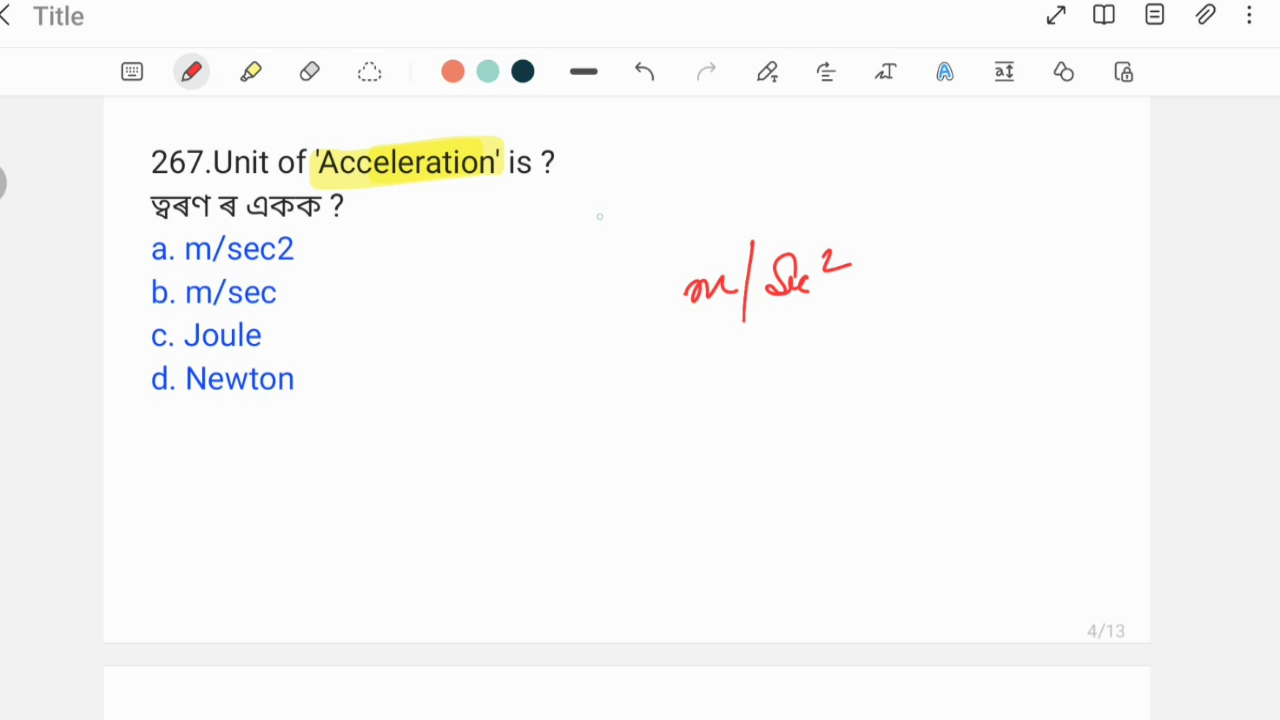 Title
267.Unit of 'Acceleration' is ?
ত্বৰণ ৰ একক ?
a. m/sec2
b. m/sec
c. Joule
d. Newton
m/sec²
4/13